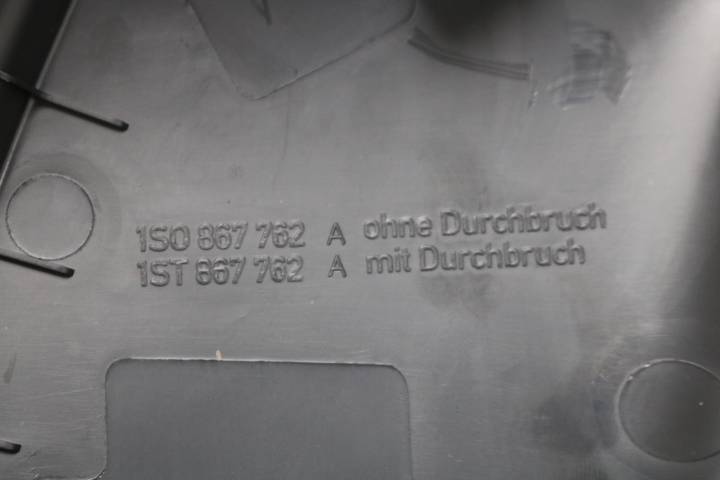 1S0 867 762 A ohne Durchbruch
1ST 867 762 A mit Durchbruch